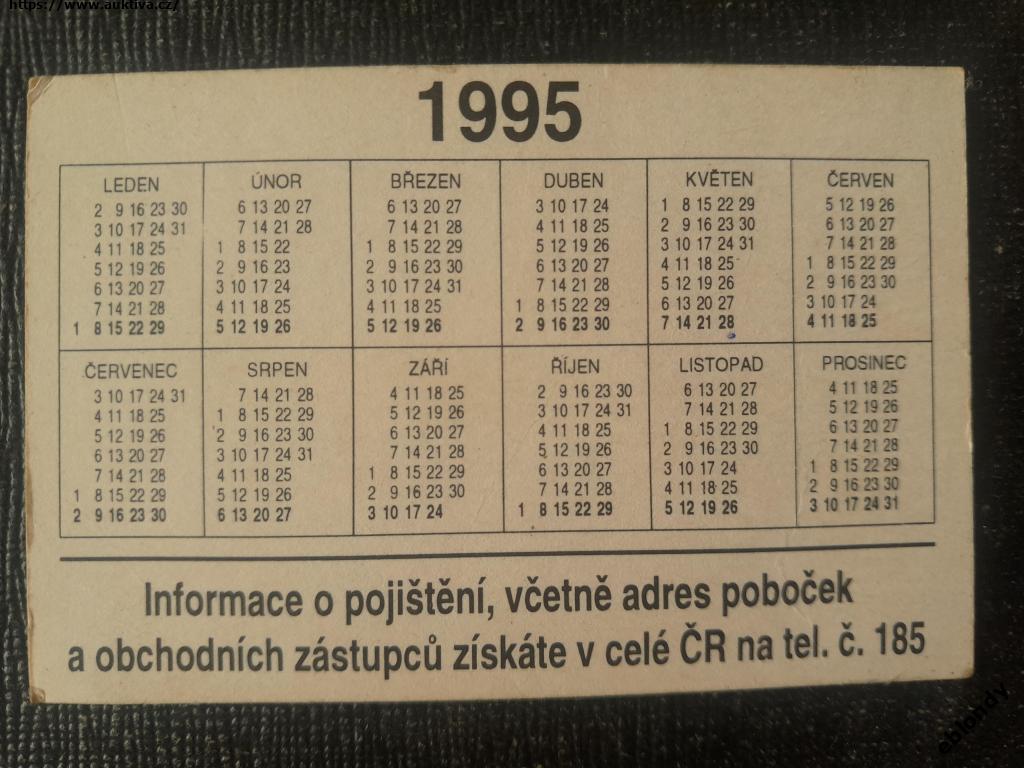 https://www.auktiva.cz/
1995
LEDEN
2 9 16 23 30
3 10 17 24 31
4 11 18 25
5 12 19 26
6 13 20 27
7 14 21 28
1 8 15 22 29
ÚNOR
6 13 20 27
7 14 21 28
1 8 15 22
2 9 16 23
3 10 17 24
4 11 18 25
5 12 19 26
BŘEZEN
6 13 20 27
7 14 21 28
1 8 15 22 29
2 9 16 23 30
3 10 17 24 31
4 11 18 25
5 12 19 26
DUBEN
3 10 17 24
4 11 18 25
5 12 19 26
6 13 20 27
7 14 21 28
1 8 15 22 29
2 9 16 23 30
KVĚTEN
1 8 15 22 29
2 9 16 23 30
3 10 17 24 31
4 11 18 25
5 12 19 26
6 13 20 27
7 14 21 28
ČERVEN
5 12 19 26
6 13 20 27
7 14 21 28
1 8 15 22 29
2 9 16 23 30
3 10 17 24
4 11 18 25
ČERVENEC
3 10 17 24 31
4 11 18 25
5 12 19 26
6 13 20 27
7 14 21 28
1 8 15 22 29
2 9 16 23 30
SRPEN
7 14 21 28
1 8 15 22 29
2 9 16 23 30
3 10 17 24 31
4 11 18 25
5 12 19 26
6 13 20 27
ZÁŘÍ
4 11 18 25
5 12 19 26
6 13 20 27
7 14 21 28
1 8 15 22 29
2 9 16 23 30
3 10 17 24
ŘÍJEN
2 9 16 23 30
3 10 17 24 31
4 11 18 25
5 12 19 26
6 13 20 27
7 14 21 28
1 8 15 22 29
LISTOPAD
6 13 20 27
7 14 21 28
1 8 15 22 29
2 9 16 23 30
3 10 17 24
4 11 18 25
5 12 19 26
PROSINEC
4 11 18 25
5 12 19 26
6 13 20 27
7 14 21 28
1 8 15 22 29
2 9 16 23 30
3 10 17 24 31
Informace o pojištění, včetně adres poboček
a obchodních zástupců získáte v celé ČR na tel. č. 185
eblondy